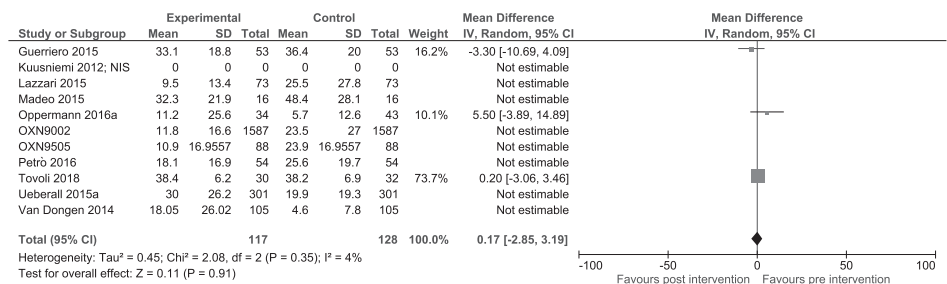 Experimental Control Mean Difference Mean Difference
Study or Subgroup Mean SD Total Mean SD Total Weight IV, Random, 95% CI IV, Random, 95% CI
Guerriero 2015 33.1 18.8 53 36.4 20 53 16.2% -3.30 [-10.69, 4.09]
Kuusniemi 2012; NIS 0 0 0 0 0 0 Not estimable
Lazzari 2015 9.5 13.4 73 25.5 27.8 73 Not estimable
Madeo 2015 32.3 21.9 16 48.4 28.1 16 Not estimable
Oppermann 2016a 11.2 25.6 34 5.7 12.6 43 10.1% 5.50 [-3.89, 14.89]
OXN9002 11.8 16.6 1587 23.5 27 1587 Not estimable
OXN9505 10.9 16.9557 88 23.9 16.9557 88 Not estimable
Petrò 2016 18.1 16.9 54 25.6 19.7 54 Not estimable
Tovoli 2018 38.4 6.2 30 38.2 6.9 32 73.7% 0.20 [-3.06, 3.46]
Ueberall 2015a 30 26.2 301 19.9 19.3 301 Not estimable
Van Dongen 2014 18.05 26.02 105 4.6 7.8 105 Not estimable
Total (95% CI) 117 128 100.0% 0.17 [-2.85, 3.19]
Heterogeneity: Tau² = 0.45; Chi² = 2.08, df = 2 (P = 0.35); I² = 4%
Test for overall effect: Z = 0.11 (P = 0.91)
-100 -50 0 50 100
Favours post intervention Favours pre intervention